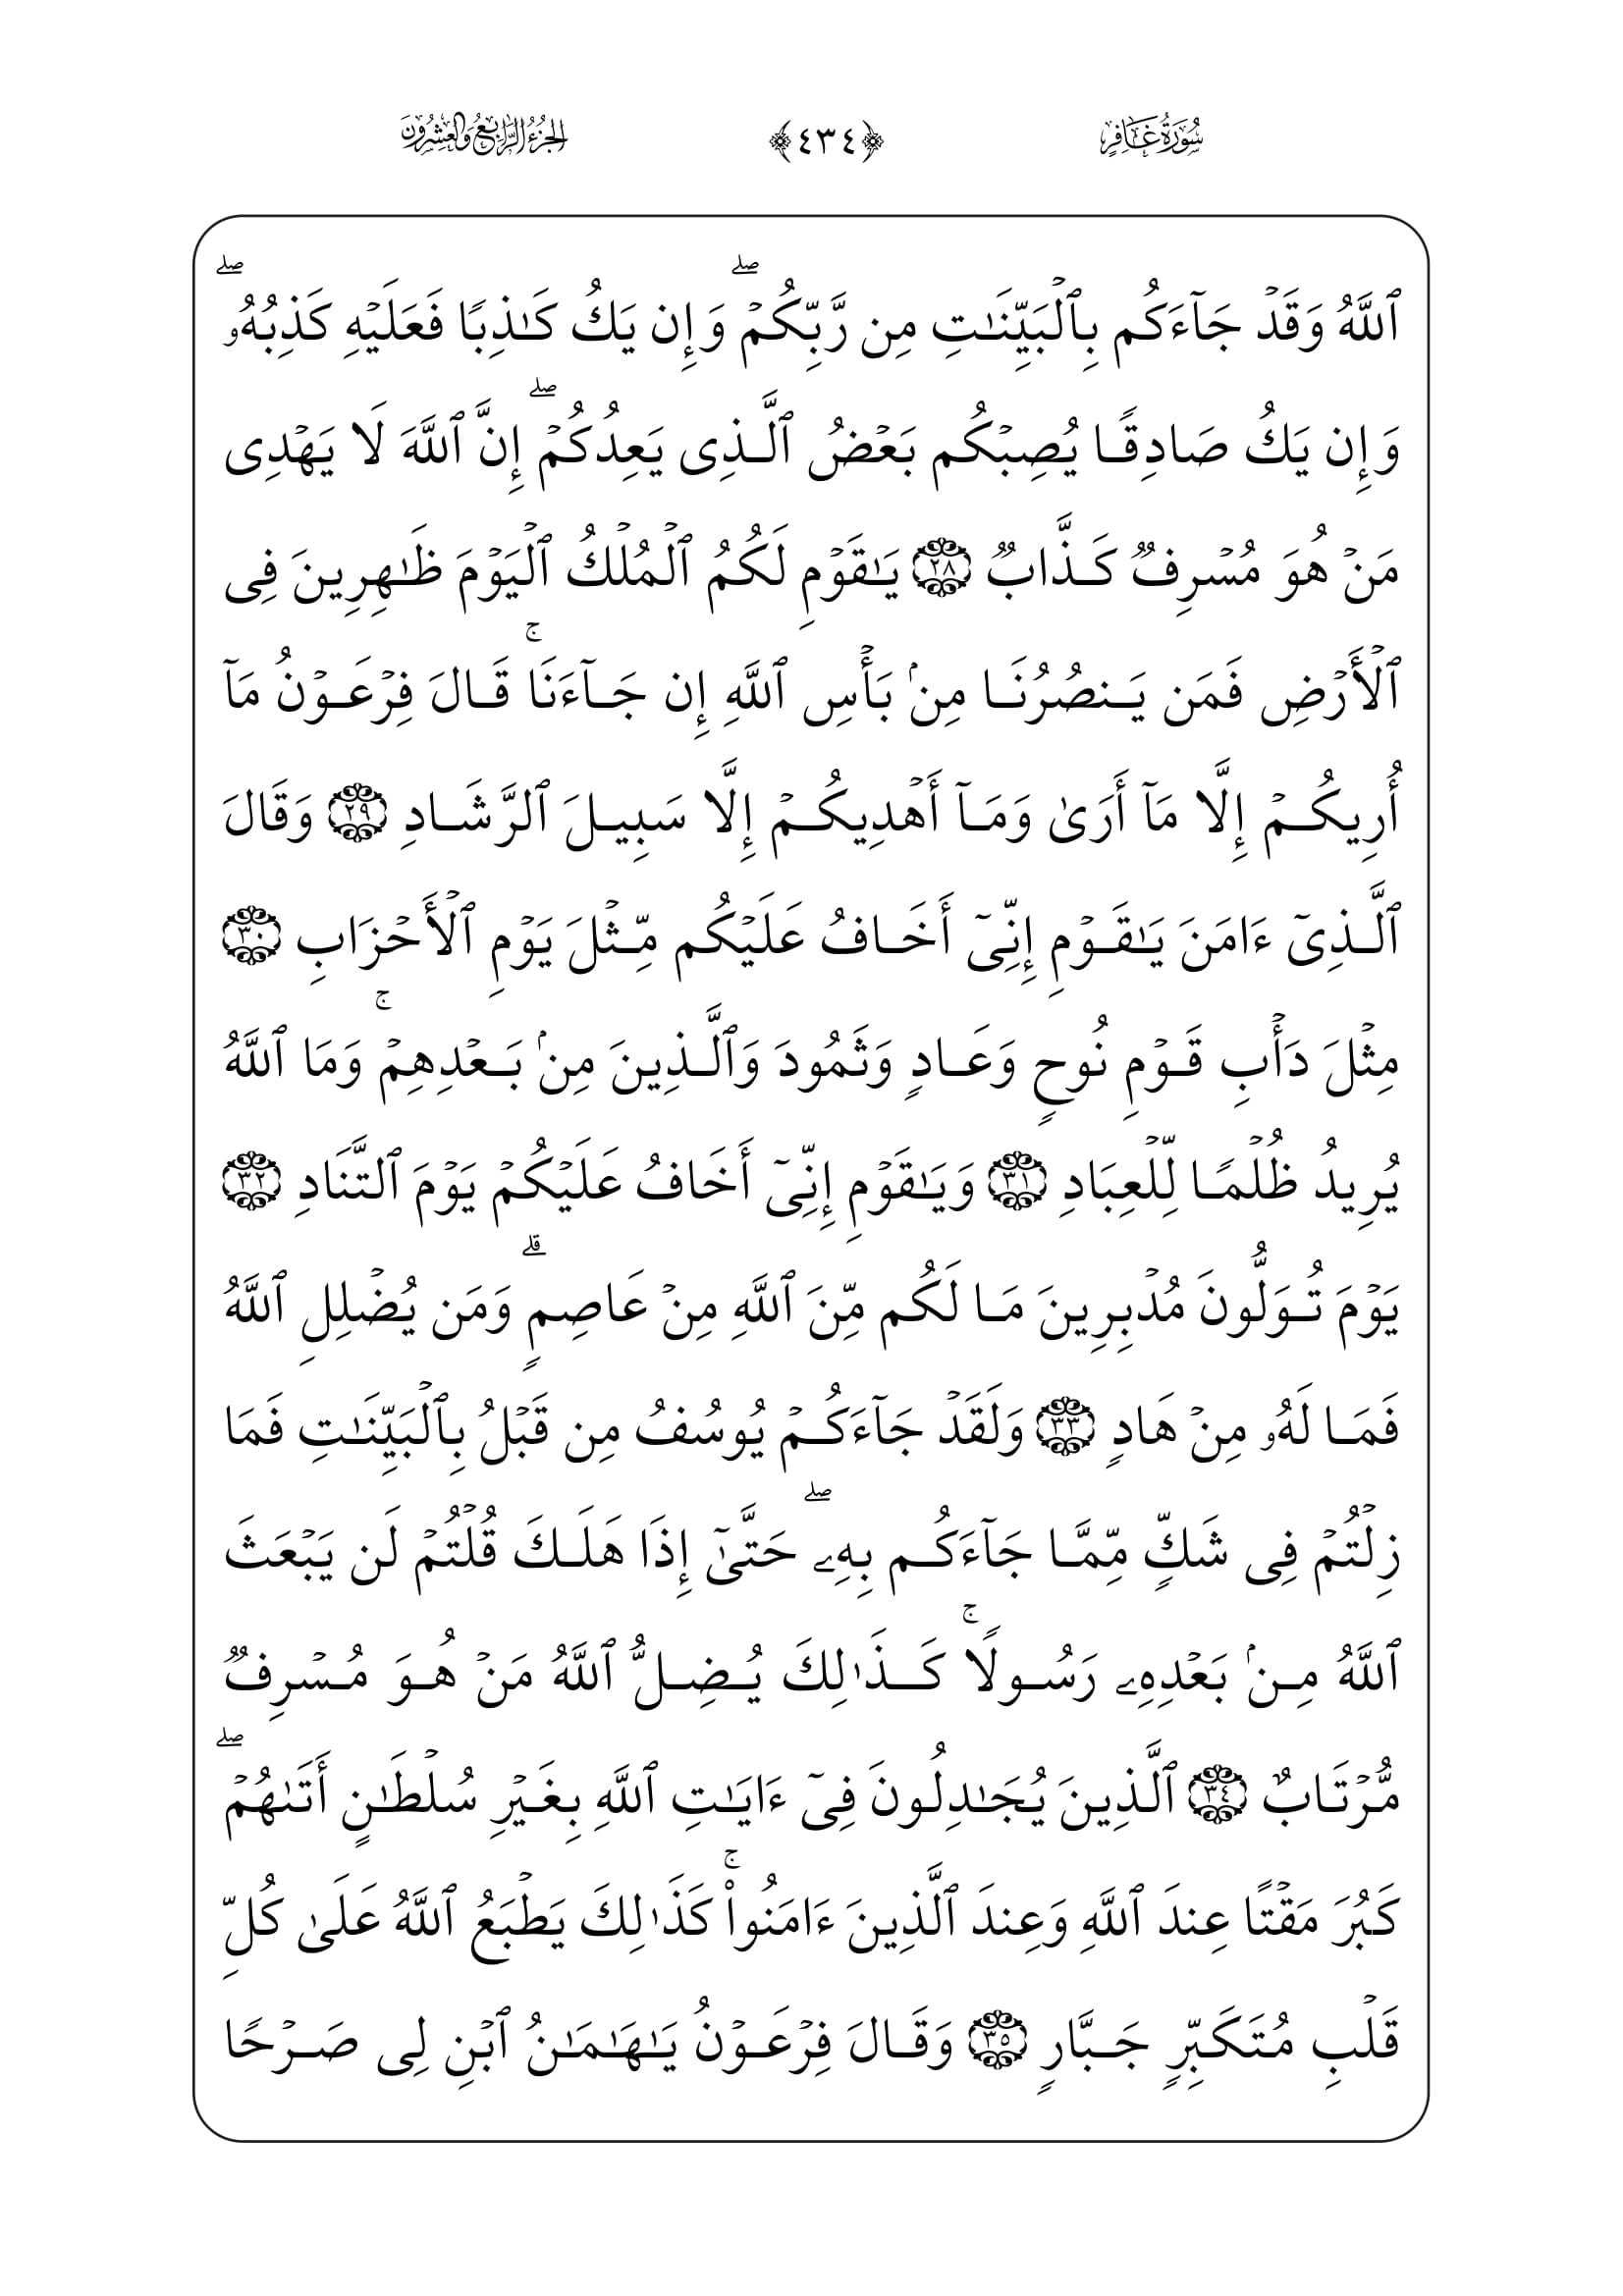 سُورَةُ غَافِرٍ ﴿٤٣٤﴾ الجُزْءُ الرَّابِعُ وَالعِشْرُونَ
ٱللَّهُ وَقَدۡ جَآءَكُم بِٱلۡبَيِّنَٰتِ مِن رَّبِّكُمۡۖ وَإِن يَكُ كَٰذِبٗا فَعَلَيۡهِ كَذِبُهُۥۖ
وَإِن يَكُ صَادِقٗا يُصِبۡكُم بَعۡضُ ٱلَّذِي يَعِدُكُمۡۖ إِنَّ ٱللَّهَ لَا يَهۡدِي
مَنۡ هُوَ مُسۡرِفٞ كَذَّابٞ ٢٨ يَٰقَوۡمِ لَكُمُ ٱلۡمُلۡكُ ٱلۡيَوۡمَ ظَٰهِرِينَ فِي
ٱلۡأَرۡضِ فَمَن يَنصُرُنَا مِنۢ بَأۡسِ ٱللَّهِ إِن جَآءَنَاۚ قَالَ فِرۡعَوۡنُ مَآ
أُرِيكُمۡ إِلَّا مَآ أَرَىٰ وَمَآ أَهۡدِيكُمۡ إِلَّا سَبِيلَ ٱلرَّشَادِ ٢٩ وَقَالَ
ٱلَّذِيٓ ءَامَنَ يَٰقَوۡمِ إِنِّيٓ أَخَافُ عَلَيۡكُم مِّثۡلَ يَوۡمِ ٱلۡأَحۡزَابِ ٣٠
مِثۡلَ دَأۡبِ قَوۡمِ نُوحٖ وَعَادٖ وَثَمُودَ وَٱلَّذِينَ مِنۢ بَعۡدِهِمۡۚ وَمَا ٱللَّهُ
يُرِيدُ ظُلۡمٗا لِّلۡعِبَادِ ٣١ وَيَٰقَوۡمِ إِنِّيٓ أَخَافُ عَلَيۡكُمۡ يَوۡمَ ٱلتَّنَادِ ٣٢
يَوۡمَ تُوَلُّونَ مُدۡبِرِينَ مَا لَكُم مِّنَ ٱللَّهِ مِنۡ عَاصِمٖۗ وَمَن يُضۡلِلِ ٱللَّهُ
فَمَا لَهُۥ مِنۡ هَادٖ ٣٣ وَلَقَدۡ جَآءَكُمۡ يُوسُفُ مِن قَبۡلُ بِٱلۡبَيِّنَٰتِ فَمَا
زِلۡتُمۡ فِي شَكّٖ مِّمَّا جَآءَكُم بِهِۦۖ حَتَّىٰٓ إِذَا هَلَكَ قُلۡتُمۡ لَن يَبۡعَثَ
ٱللَّهُ مِنۢ بَعۡدِهِۦ رَسُولٗاۚ كَذَٰلِكَ يُضِلُّ ٱللَّهُ مَنۡ هُوَ مُسۡرِفٞ
مُّرۡتَابٌ ٣٤ ٱلَّذِينَ يُجَٰدِلُونَ فِيٓ ءَايَٰتِ ٱللَّهِ بِغَيۡرِ سُلۡطَٰنٍ أَتَىٰهُمۡۖ
كَبُرَ مَقۡتًا عِندَ ٱللَّهِ وَعِندَ ٱلَّذِينَ ءَامَنُواْۚ كَذَٰلِكَ يَطۡبَعُ ٱللَّهُ عَلَىٰ كُلِّ
قَلۡبِ مُتَكَبِّرٖ جَبَّارٖ ٣٥ وَقَالَ فِرۡعَوۡنُ يَٰهَٰمَٰنُ ٱبۡنِ لِي صَرۡحٗا